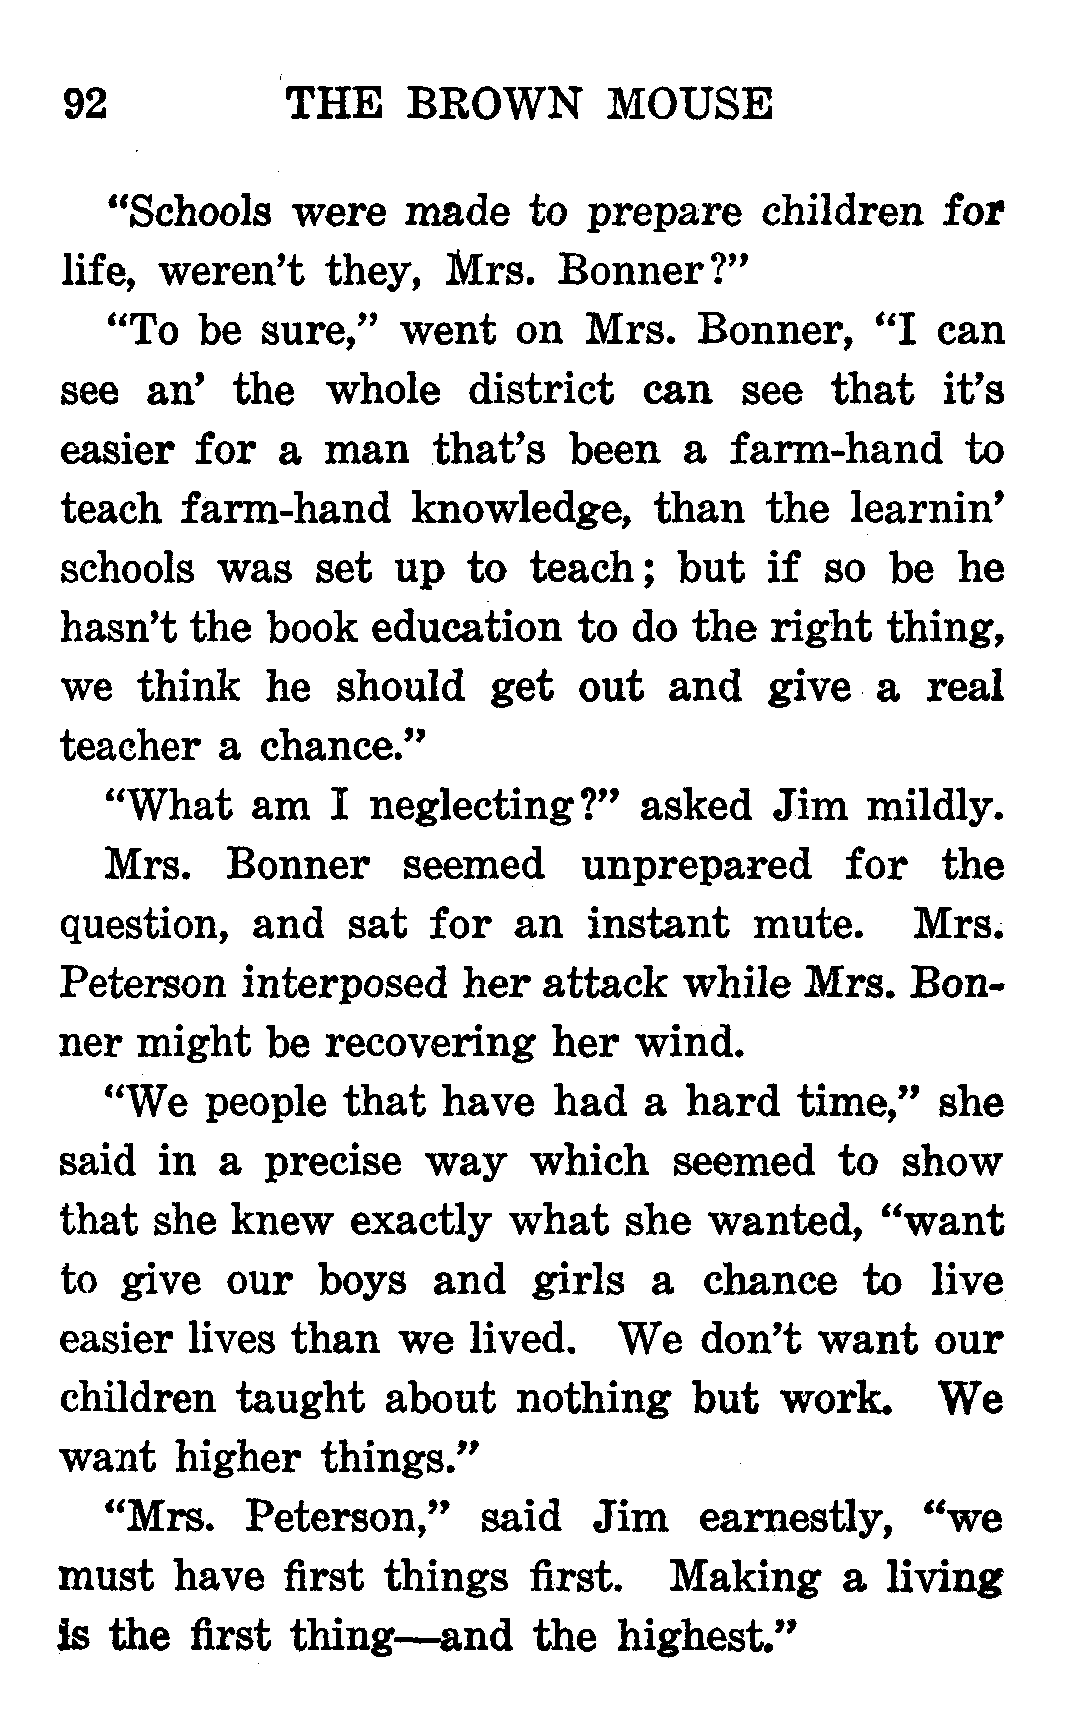 92 THE BROWN MOUSE
“Schools were made to prepare children for
life, weren’t they, Mrs. Bonner?”
“To be sure,” went on Mrs. Bonner, “I can
see an’ the whole district can see that it’s
easier for a man that’s been a farm-hand to
teach farm-hand knowledge, than the learnin’
schools was set up to teach; but if so be he
hasn’t the book education to do the right thing,
we think he should get out and give a real
teacher a chance.”
“What am I neglecting?” asked Jim mildly.
Mrs. Bonner seemed unprepared for the
question, and sat for an instant mute. Mrs.
Peterson interposed her attack while Mrs. Bon-
ner might be recovering her wind.
“We people that have had a hard time,” she
said in a precise way which seemed to show
that she knew exactly what she wanted, “want
to give our boys and girls a chance to live
easier lives than we lived. We don’t want our
children taught about nothing but work. We
want higher things.”
“Mrs. Peterson,” said Jim earnestly, “we
must have first things first. Making a living
is the first thing—and the highest.”